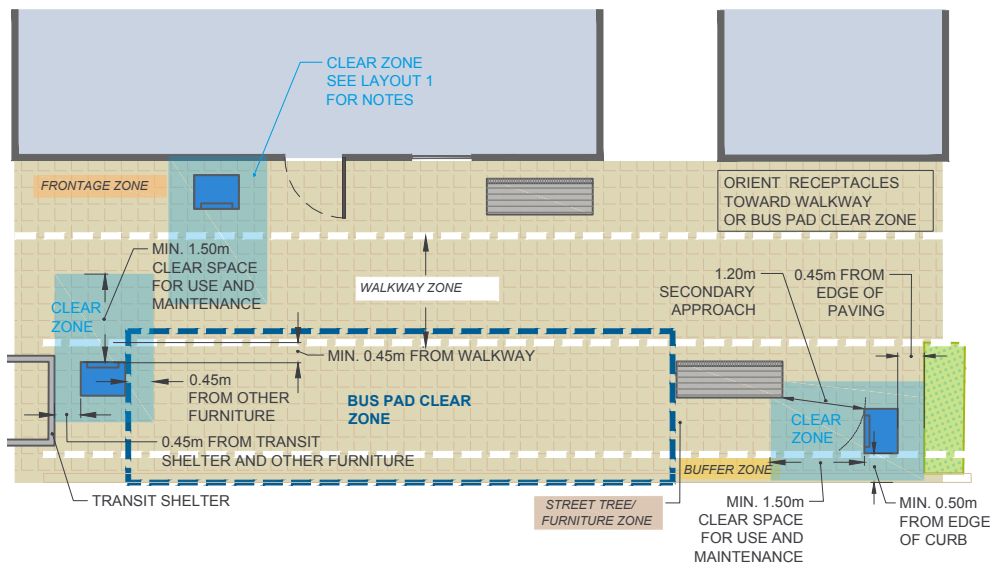 CLEAR ZONE
SEE LAYOUT 1
FOR NOTES
FRONTAGE ZONE
ORIENT RECEPTACLES
TOWARD WALKWAY
OR BUS PAD CLEAR ZONE
MIN. 1.50m
CLEAR SPACE
FOR USE AND
MAINTENANCE
CLEAR
ZONE
WALKWAY ZONE
1.20m
SECONDARY
APPROACH
0.45m FROM
EDGE OF
PAVING
MIN. 0.45m FROM WALKWAY
0.45m
FROM OTHER
FURNITURE
BUS PAD CLEAR
ZONE
CLEAR
ZONE
0.45m FROM TRANSIT
SHELTER AND OTHER FURNITURE
BUFFER ZONE
TRANSIT SHELTER
STREET TREE/
FURNITURE ZONE
MIN. 1.50m
CLEAR SPACE
FOR USE AND
MAINTENANCE
MIN. 0.50m
FROM EDGE
OF CURB